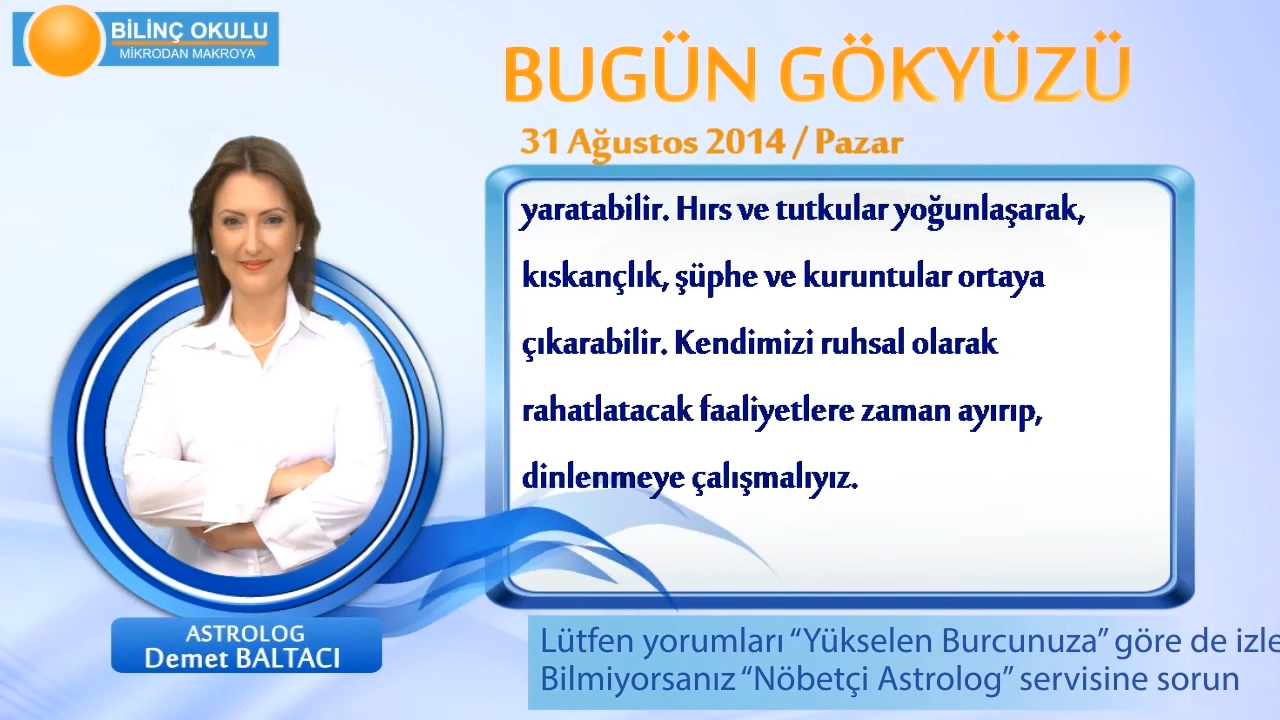 BİLİNÇ OKULU
MİKRODAN MAKROYA
BUGÜN GÖKYÜZÜ
31 Ağustos 2014 / Pazar
yaratabilir. Hırs ve tutkular yoğunlaşarak,
kıskançlık, şüphe ve kuruntular ortaya
çıkarabilir. Kendimizi ruhsal olarak
rahatlatacak faaliyetlere zaman ayırıp,
dinlenmeye çalışmalıyız.
ASTROLOG
Demet BALTACI
Lütfen yorumları “Yükselen Burcunuza” göre de izle
Bilmiyorsanız “Nöbetçi Astrolog” servisine sorun